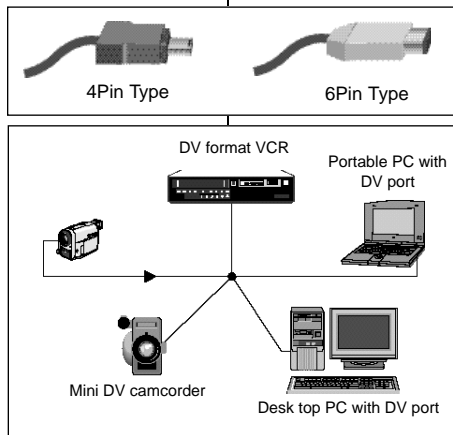 4Pin Type
6Pin Type
DV format VCR
Portable PC with
DV port
Mini DV camcorder
Desk top PC with DV port